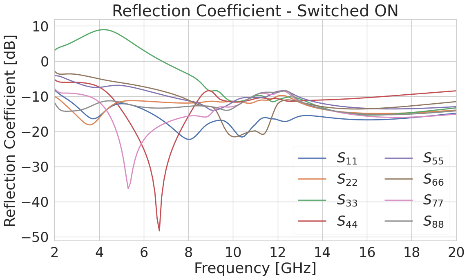 Reflection Coefficient - Switched ON
Reflection Coefficient [dB]
10
0
−10
−20
−30
−40
−50
S11 S55
S22 S66
S33 S77
S44 S88
2 4 6 8 10 12 14 16 18 20
Frequency [GHz]